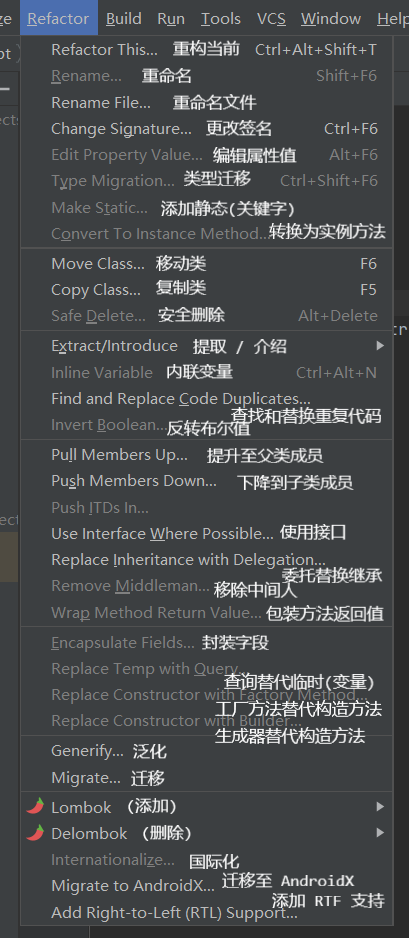 ze Refactor Build Run Tools VCS Window Help
Refactor This... 重构当前 Ctrl+Alt+Shift+T
Rename... 重命名 Shift+F6
Rename File... 重命名文件
Change Signature... 更改签名 Ctrl+F6
Edit Property Value... 编辑属性值 Alt+F6
Type Migration... 类型迁移 Ctrl+Shift+F6
Make Static... 添加静态(关键字)
Convert To Instance Method... 转换为实例方法
Move Class... 移动类 F6
Copy Class... 复制类 F5
Safe Delete... 安全删除 Alt+Delete
Extract/Introduce 提取 / 介绍
Inline Variable 内联变量 Ctrl+Alt+N
Find and Replace Code Duplicates...
查找和替换重复代码
Invert Boolean... 反转布尔值
Pull Members Up... 提升至父类成员
Push Members Down... 下降到子类成员
Push ITDs In...
Use Interface Where Possible... 使用接口
Replace Inheritance with Delegation...
委托替换继承
Remove Middleman... 移除中间人
Wrap Method Return Value... 包装方法返回值
Encapsulate Fields... 封装字段
Replace Temp with Query...
查询替代临时(变量)
Replace Constructor with Factory Method...
工厂方法替代构造方法
Replace Constructor with Builder...
生成器替代构造方法
Generify... 泛化
Migrate... 迁移
Lombok (添加)
Delombok (删除)
Internationalize... 国际化
Migrate to AndroidX... 迁移至 AndroidX
添加 RTF 支持
Add Right-to-Left (RTL) Support...